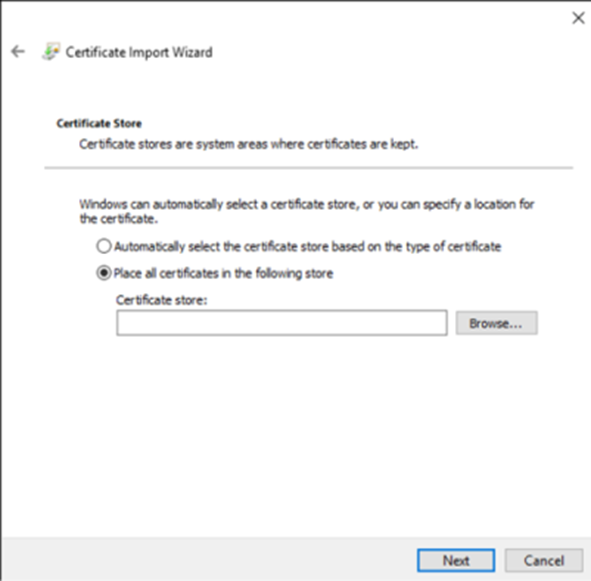 Certificate Import Wizard
Certificate Store
Certificate stores are system areas where certificates are kept.
Windows can automatically select a certificate store, or you can specify a location for
the certificate.
Automatically select the certificate store based on the type of certificate
Place all certificates in the following store
Certificate store:
Browse...
Next
Cancel